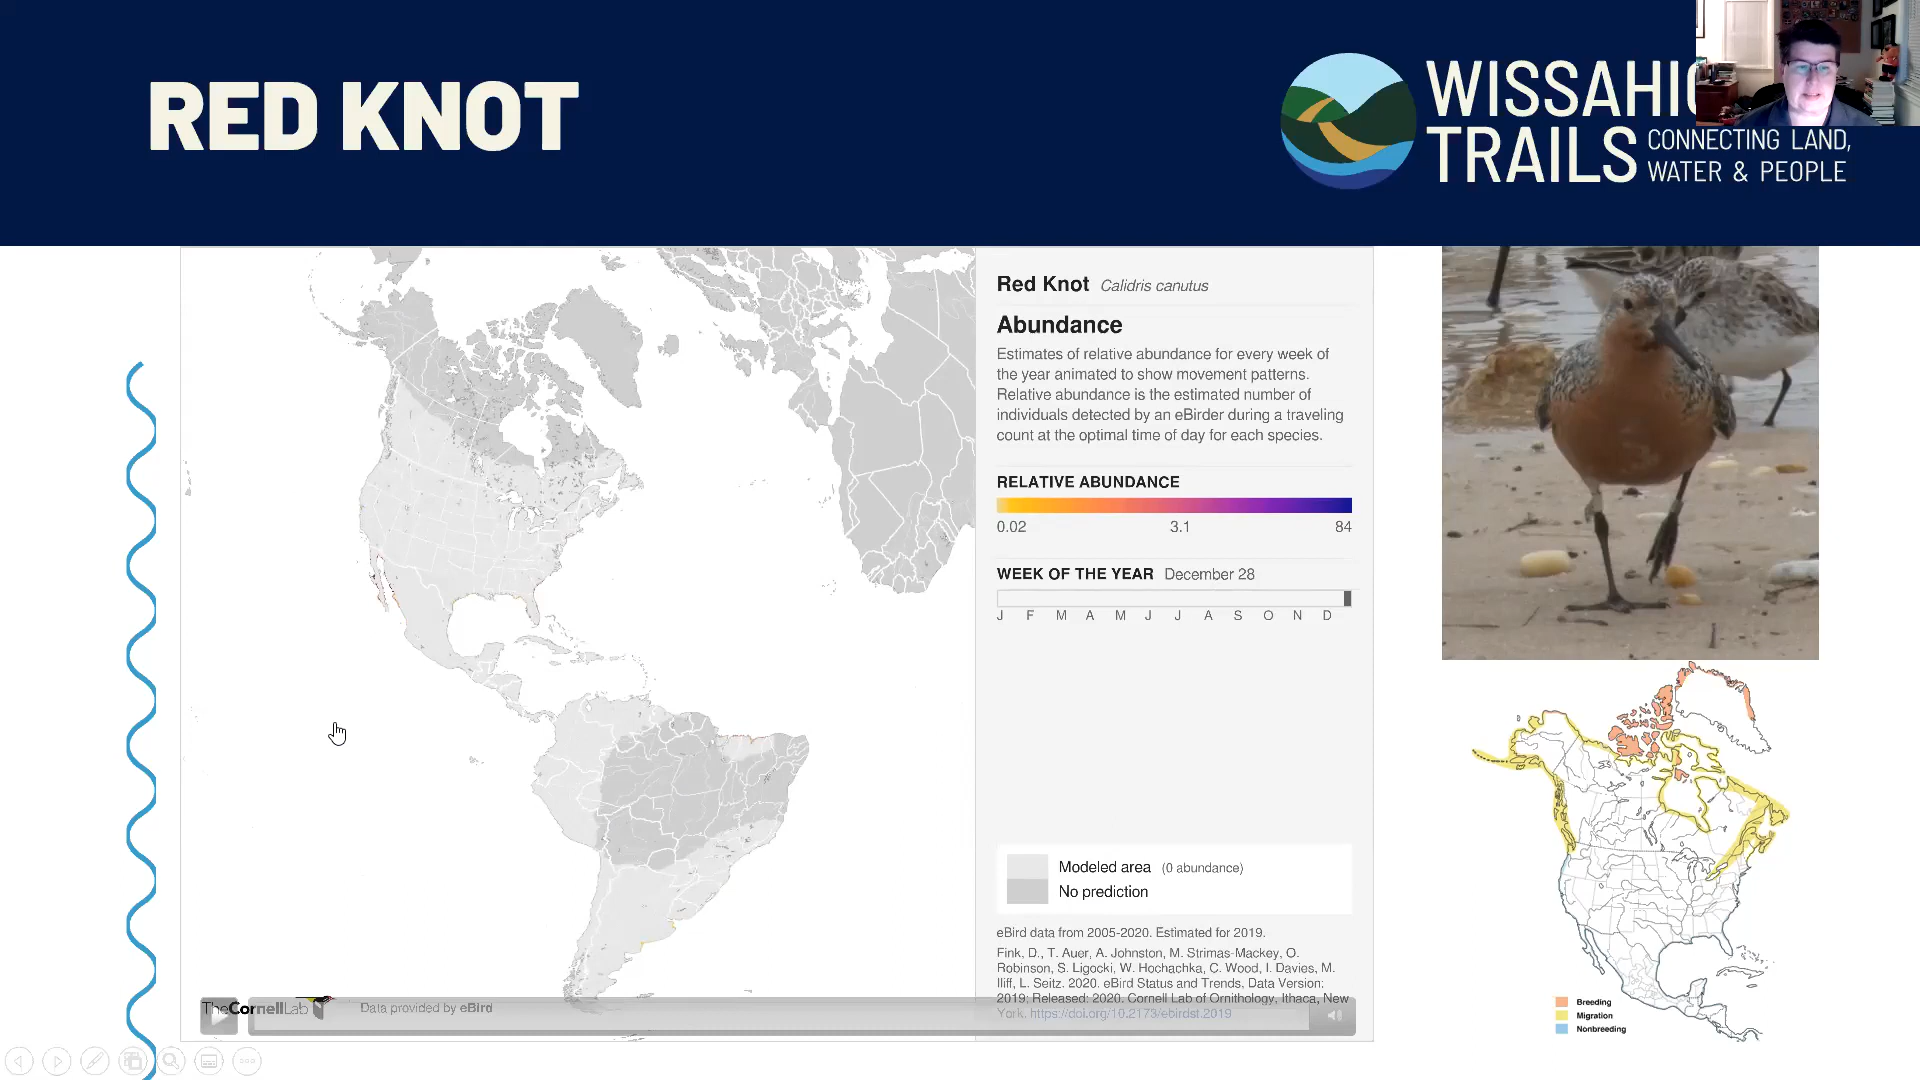 RED KNOT
WISSAHIC
TRAILS
CONNECTING LAND,
WATER & PEOPLE
Red Knot Calidris canutus
Abundance
Estimates of relative abundance for every week of
the year animated to show movement patterns.
Relative abundance is the estimated number of
individuals detected by an eBirder during a traveling
count at the optimal time of day for each species.
RELATIVE ABUNDANCE
0.02 3.1 84
WEEK OF THE YEAR December 28
J F M A M J J A S O N D
Modeled area (0 abundance)
No prediction
eBird data from 2005-2020. Estimated for 2019.
Fink, D., T. Auer, A. Johnston, M. Strimas-Mackey, O.
Robinson, S. Ligocki, W. Hochachka, C. Wood, I. Davies, M.
Iliff, L. Seitz. 2020. eBird Status and Trends, Data Version:
2019; Released: 2020. Cornell Lab of Ornithology, Ithaca, New
York. https://doi.org/10.2173/ebirdst.2019
TheCornellLab
Data provided by eBird
Breeding
Migration
Nonbreeding